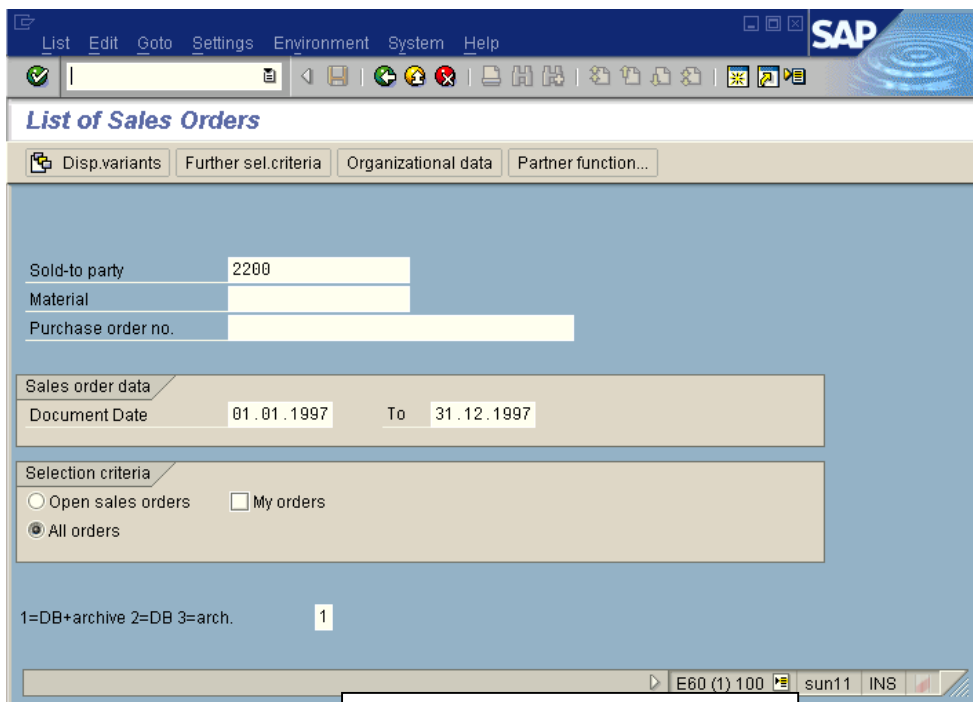 List Edit Goto Settings Environment System Help
SAP
List of Sales Orders
Disp.variants Further sel.criteria Organizational data Partner function...
Sold-to party 2200
Material
Purchase order no.
Sales order data
Document Date 01.01.1997 To 31.12.1997
Selection criteria
Open sales orders My orders
All orders
1=DB+archive 2=DB 3=arch. 1
E60 (1) 100 sun11 INS